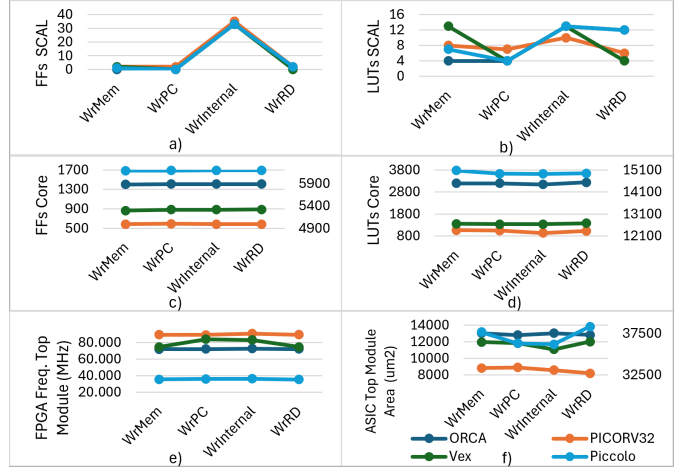 FFs SCAL
40
30
20
10
0
WrMem
WrPC
WrInternal
WrRD
a)
LUTs SCAL
16
12
8
4
0
WrMem
WrPC
WrInternal
WrRD
b)
FFs Core
1700
1300
900
500
5900
5400
4900
WrMem
WrPC
WrInternal
WrRD
c)
LUTs Core
3800
2800
1800
800
15100
14100
13100
12100
WrMem
WrPC
WrInternal
WrRD
d)
FPGA Freq. Top
Module (MHz)
80.000
60.000
40.000
20.000
WrMem
WrPC
WrInternal
WrRD
e)
ASIC Top Module
Area (um2)
14000
12000
10000
8000
37500
32500
WrMem
WrPC
WrInternal
WrRD
f)
ORCA
PICORV32
Vex
Piccolo